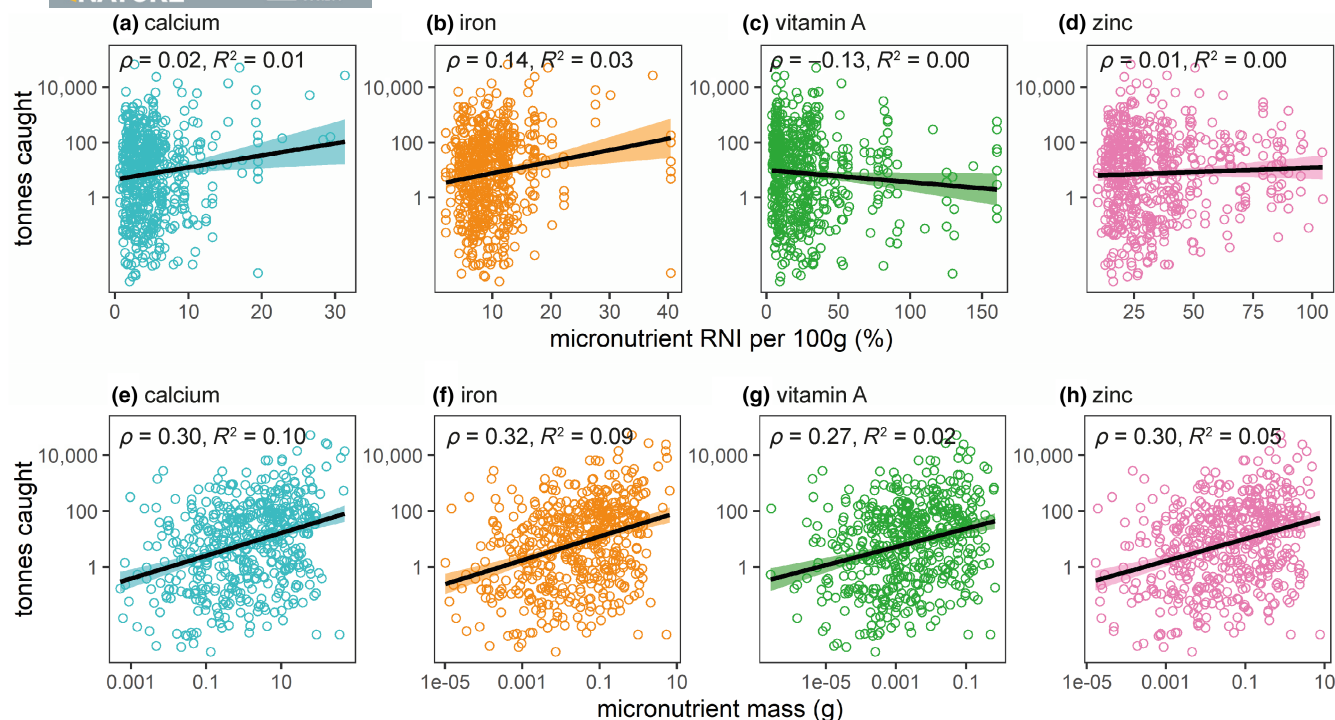 (a) calcium
(b) iron
(c) vitamin A
(d) zinc
ρ = 0.02, R² = 0.01
ρ = 0.14, R² = 0.03
ρ = −0.13, R² = 0.00
ρ = 0.01, R² = 0.00
tonnes caught
10,000
100
1
10,000
100
1
10,000
100
1
10,000
100
1
0 10 20 30
10 20 30 40
0 50 100 150
25 50 75 100
micronutrient RNI per 100g (%)
(e) calcium
(f) iron
(g) vitamin A
(h) zinc
ρ = 0.30, R² = 0.10
ρ = 0.32, R² = 0.09
ρ = 0.27, R² = 0.02
ρ = 0.30, R² = 0.05
tonnes caught
10,000
100
1
10,000
100
1
10,000
100
1
10,000
100
1
0.001 0.1 10
1e-05 0.001 0.1 10
1e-05 0.001 0.1
1e-05 0.001 0.1 10
micronutrient mass (g)